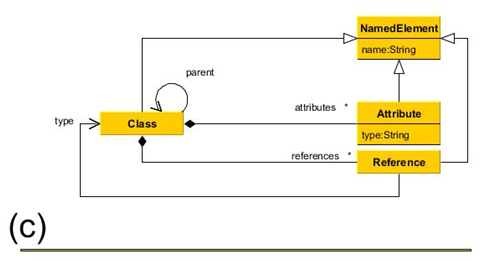 NamedElement
name:String
parent
type
Class
attributes *
Attribute
type:String
references *
Reference
(c)